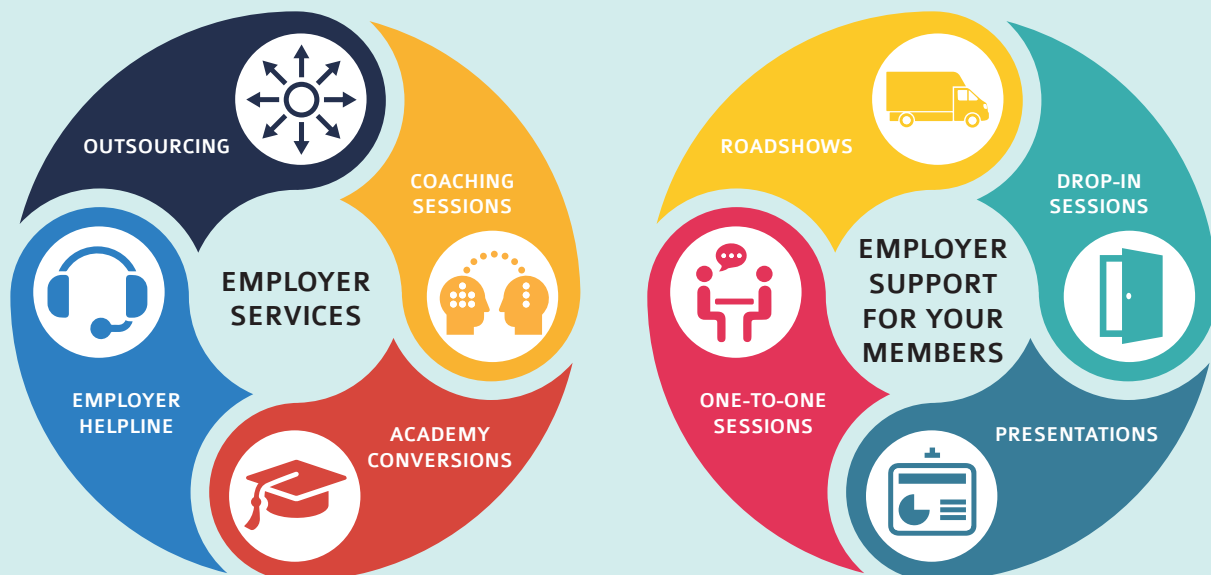 OUTSOURCING
COACHING
SESSIONS
EMPLOYER
SERVICES
EMPLOYER
HELPLINE
ACADEMY
CONVERSIONS
ROADSHOWS
DROP-IN
SESSIONS
EMPLOYER
SUPPORT
FOR YOUR
MEMBERS
ONE-TO-ONE
SESSIONS
PRESENTATIONS